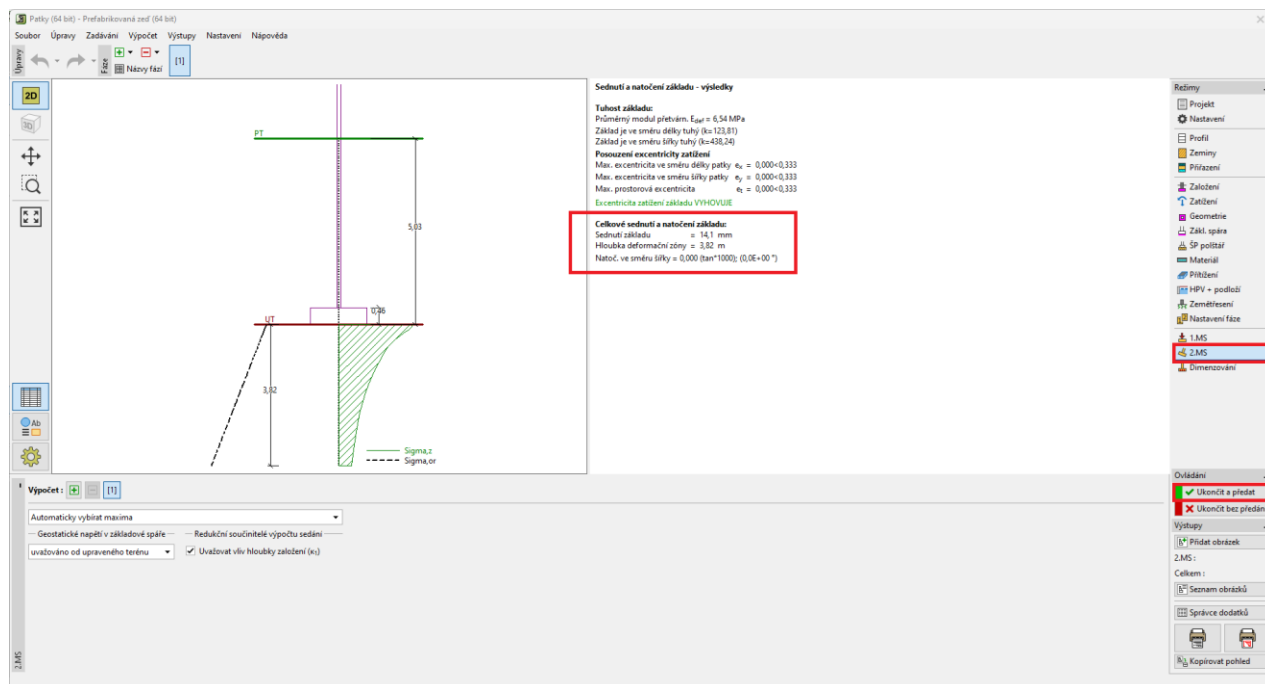 Patky (64 bit) - Prefabrikovaná zeď (64 bit)
Soubor Úpravy Zadávání Výpočet Výstupy Nastavení Nápověda
Úpravy
Fáze
Názvy fází
[1]
2D
3D
PT
5,03
0,46
UT
3,82
Sigma,z
Sigma,or
Sednutí a natočení základu - výsledky
Tuhost základu:
Průměrný modul přetvárn. Edef = 6,54 MPa
Základ je ve směru délky tuhý (k=123,81)
Základ je ve směru šířky tuhý (k=438,24)
Posouzení excentricity zatížení
Max. excentricita ve směru délky patky ex = 0,000<0,333
Max. excentricita ve směru šířky patky ey = 0,000<0,333
Max. prostorová excentricita et = 0,000<0,333
Excentricita zatížení základu VYHOVUJE
Celkové sednutí a natočení základu:
Sednutí základu = 14,1 mm
Hloubka deformační zóny = 3,82 m
Natoč. ve směru šířky = 0,000 (tan*1000); (0,0E+00 °)
Režimy
Projekt
Nastavení
Profil
Zeminy
Přiřazení
Založení
Zatížení
Geometrie
Zákl. spára
ŠP polštář
Materiál
Přitížení
HPV + podloží
Zemětřesení
Nastavení fáze
1.MS
2.MS
Dimenzování
Ab
Výpočet : [1]
Automaticky vybírat maxima
Geostatické napětí v základové spáře
Redukční součinitelé výpočtu sedání
uvažováno od upraveného terénu
Uvažovat vliv hloubky založení (κ1)
2.MS
Ovládání
Ukončit a předat
Ukončit bez předán
Výstupy
Přidat obrázek
2.MS :
Celkem :
Seznam obrázků
Správce dodatků
Kopírovat pohled